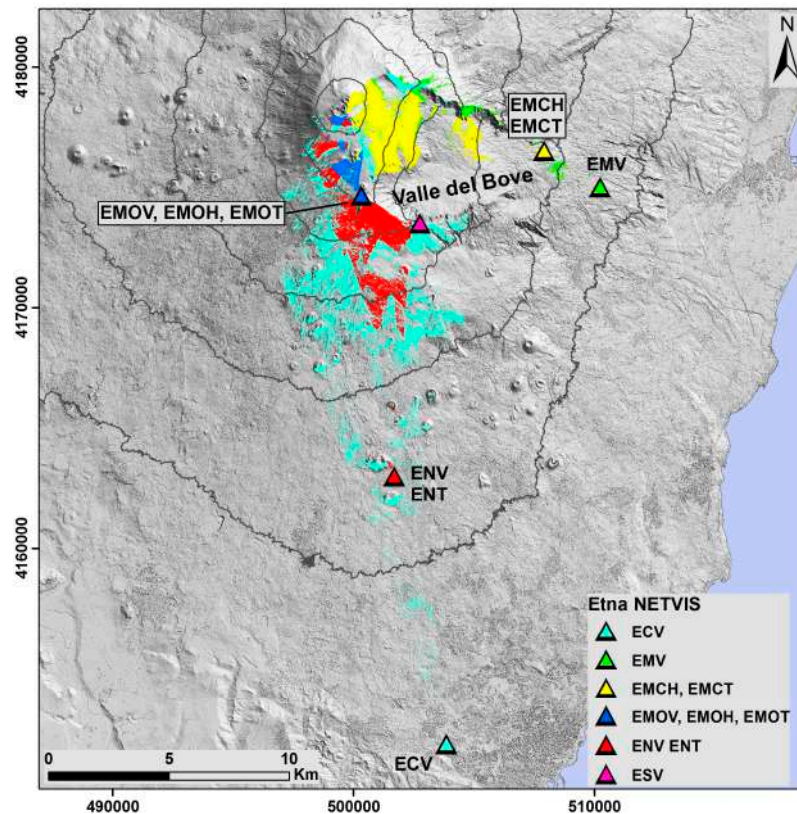 N
4180000
EMCH
EMCT
EMV
Valle del Bove
EMOV, EMOH, EMOT
4170000
ENV
ENT
4160000
Etna NETVIS
ECV
EMV
EMCH, EMCT
EMOV, EMOH, EMOT
ENV ENT
ESV
ECV
0 5 10
Km
4150000
490000 500000 510000